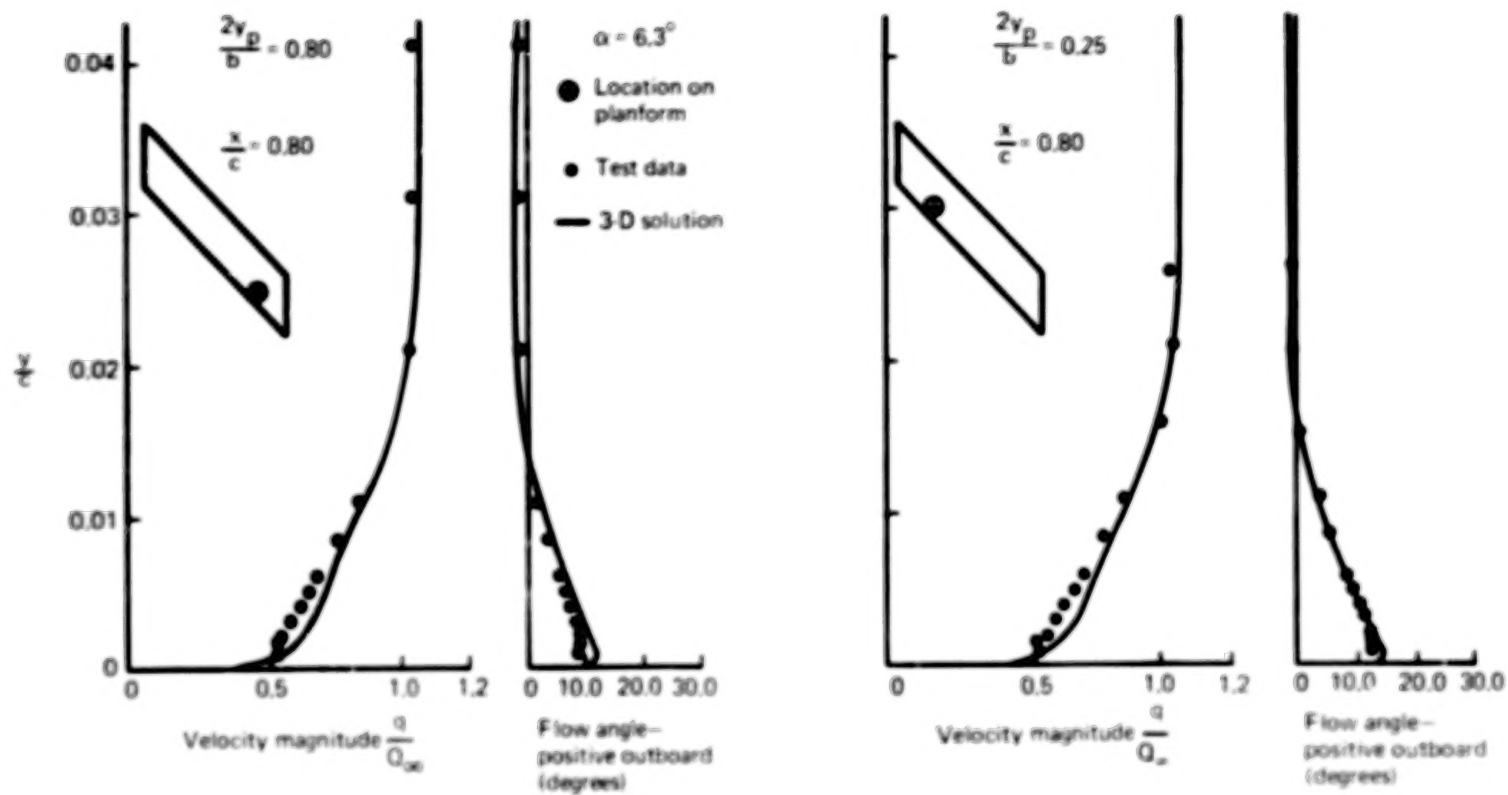 2yp
b = 0.80
x
c = 0.80
α = 6.3°
Location on
planform
Test data
3-D solution
0.04
0.03
0.02
0.01
0
y
c
0 0.5 1.0 1.2
0 10.0 20.0 30.0
Velocity magnitude q
Q∞
Flow angle—
positive outboard
(degrees)
2yp
b = 0.25
x
c = 0.80
0 0.5 1.0 1.2
0 10.0 20.0 30.0
Velocity magnitude q
Q∞
Flow angle—
positive outboard
(degrees)